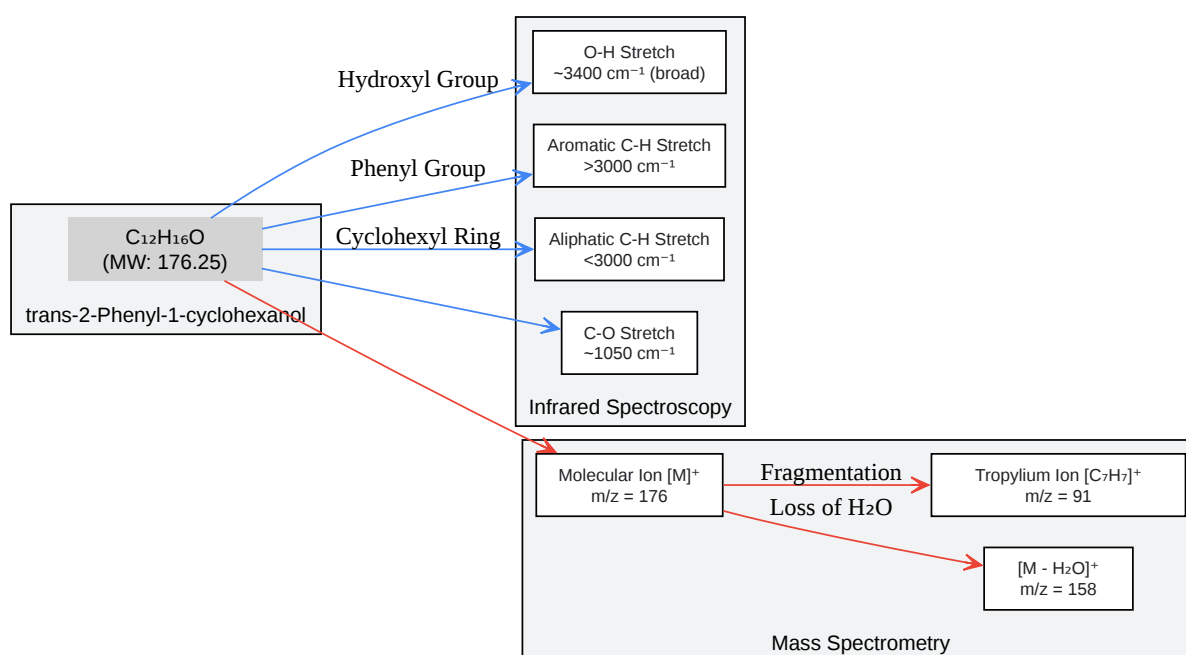 O-H Stretch
~3400 cm⁻¹ (broad)
Hydroxyl Group
Aromatic C-H Stretch
>3000 cm⁻¹
Phenyl Group
C₁₂H₁₆O
(MW: 176.25)
trans-2-Phenyl-1-cyclohexanol
Cyclohexyl Ring
Aliphatic C-H Stretch
<3000 cm⁻¹
C-O Stretch
~1050 cm⁻¹
Infrared Spectroscopy
Molecular Ion [M]⁺
m/z = 176
Fragmentation
Loss of H₂O
Tropylium Ion [C₇H₇]⁺
m/z = 91
[M - H₂O]⁺
m/z = 158
Mass Spectrometry